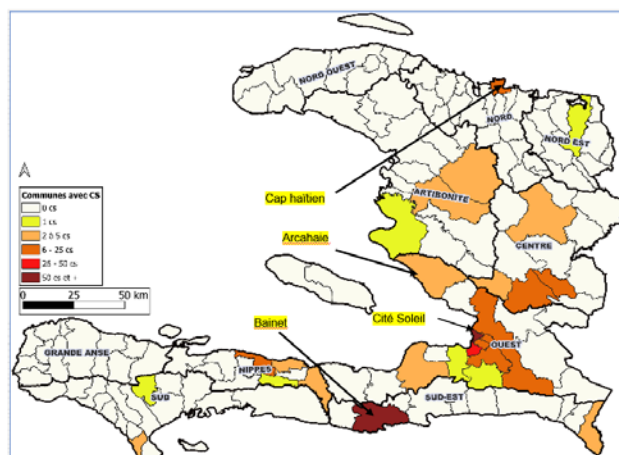 NORD OUEST
NORD
NORD EST
Cap haïtien
ARTIBONITE
Communes avec CS
0 cs
1 cs
2 à 5 cs
6 - 25 cs
26 - 50 cs
50 cs et +
0 25 50 km
Arcahaie
CENTRE
Bainet
Cité Soleil
OUEST
GRANDE ANSE
NIPPES
SUD
SUD-EST